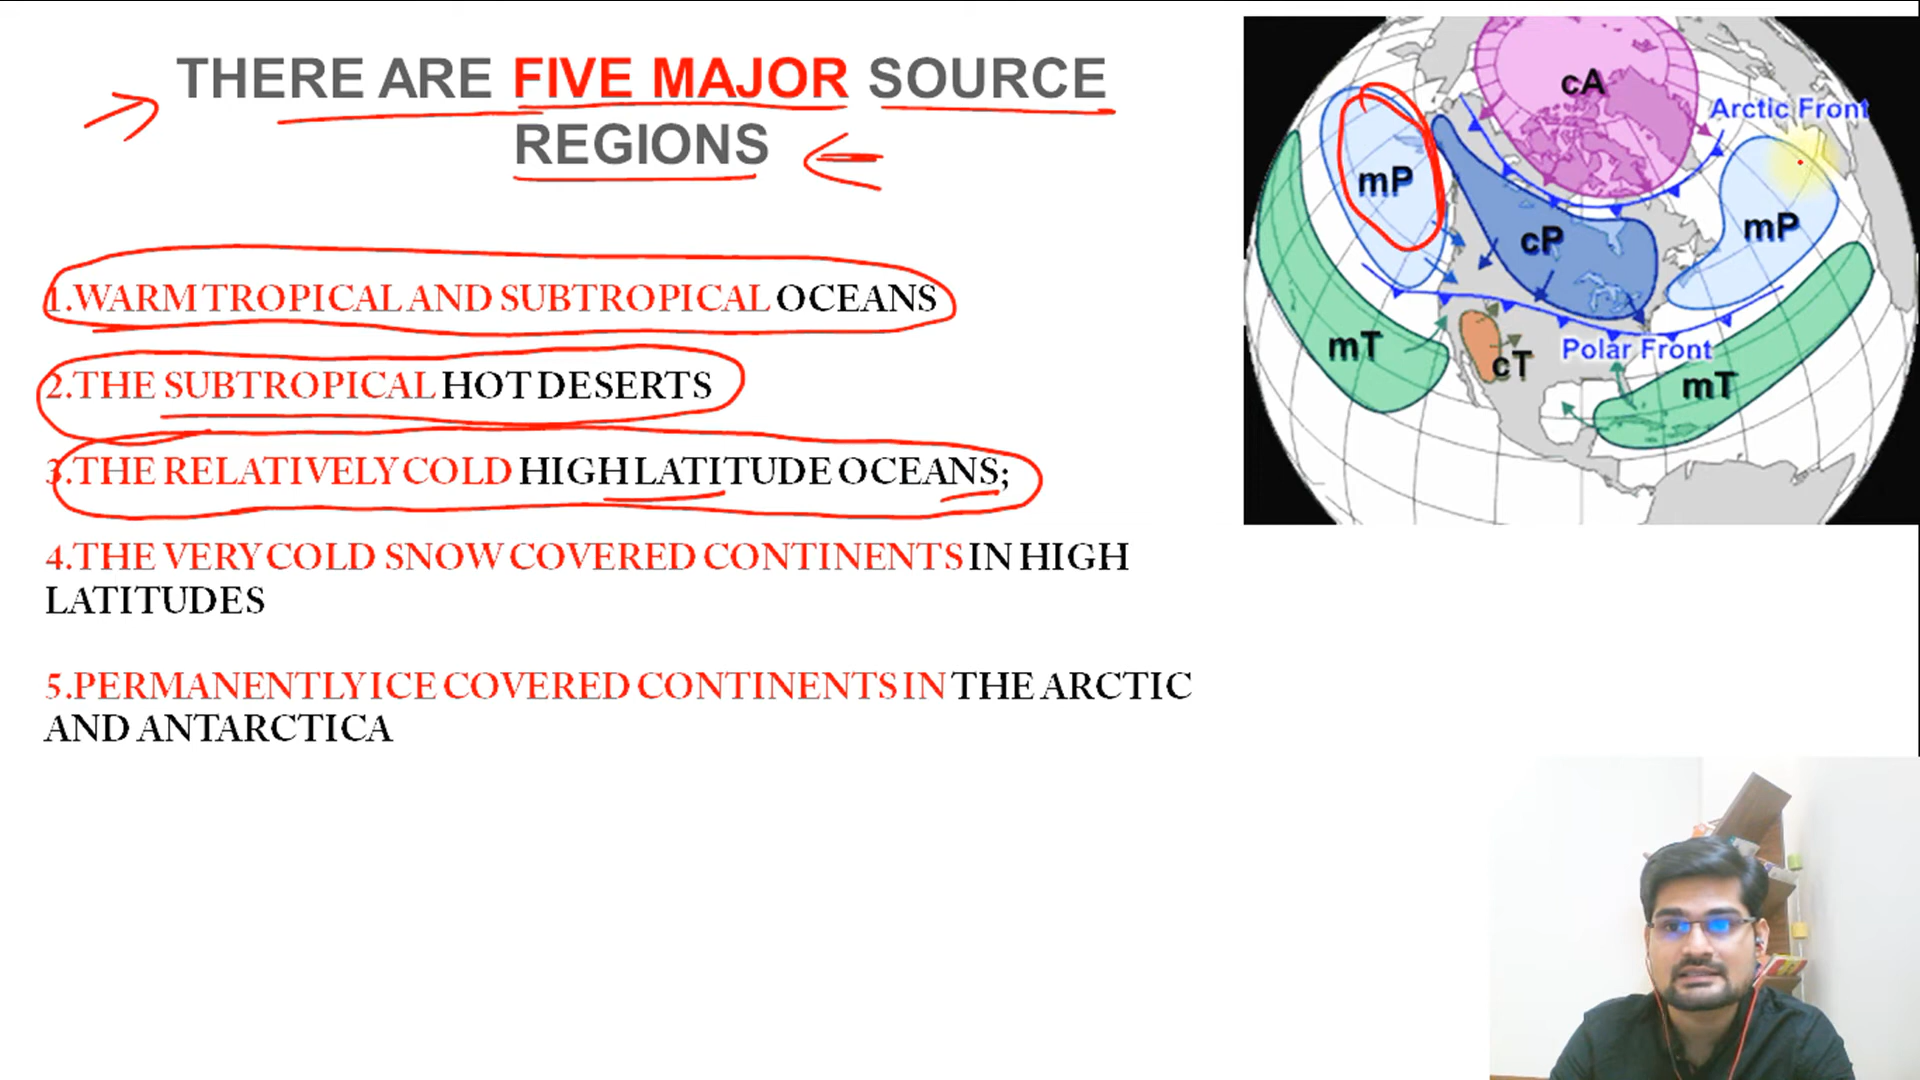 THERE ARE FIVE MAJOR SOURCE
REGIONS
1.WARM TROPICAL AND SUBTROPICAL OCEANS
2.THE SUBTROPICAL HOT DESERTS
3.THE RELATIVELY COLD HIGH LATITUDE OCEANS;
4.THE VERY COLD SNOW COVERED CONTINENTS IN HIGH
LATITUDES
5.PERMANENTLY ICE COVERED CONTINENTS IN THE ARCTIC
AND ANTARCTICA
cA
Arctic Front
mP
cP
mP
mT
cT
Polar Front
mT